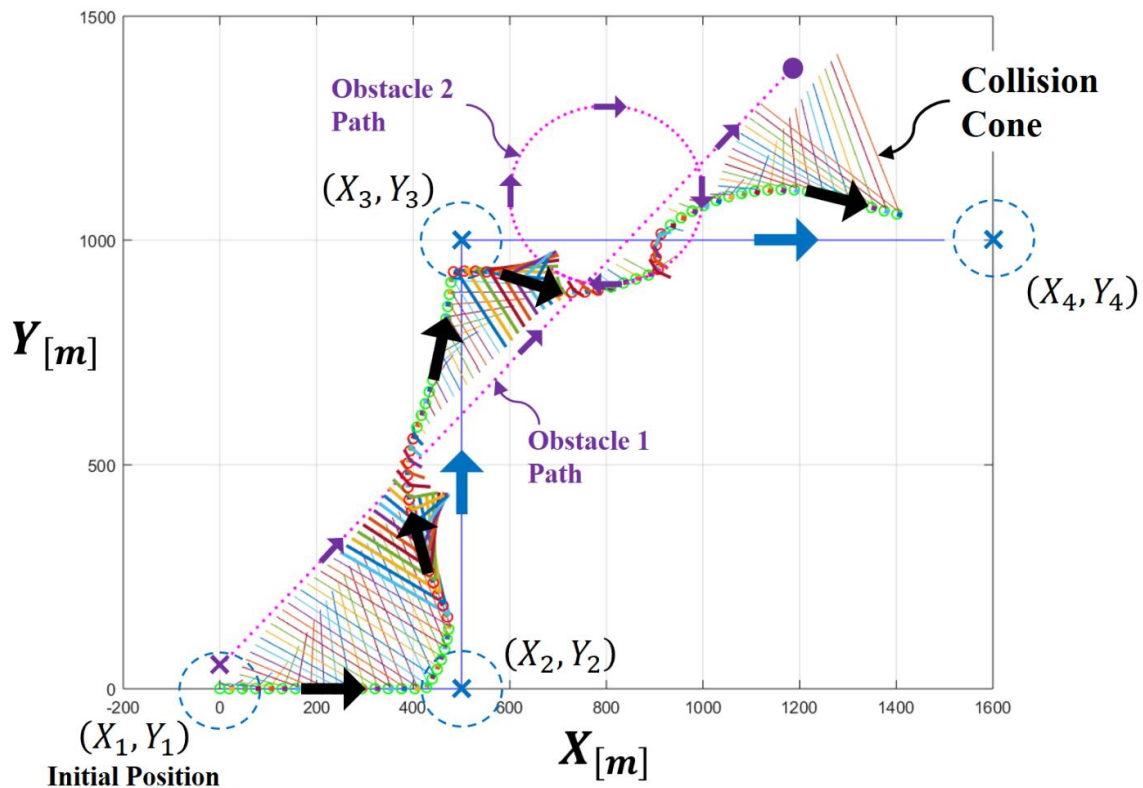 1500
Obstacle 2
Path
Collision
Cone
(X₃, Y₃)
1000
(X₄, Y₄)
Y[m]
Obstacle 1
Path
500
(X₂, Y₂)
0
-200 0 200 400 600 800 1000 1200 1400 1600
(X₁, Y₁)
X[m]
Initial Position